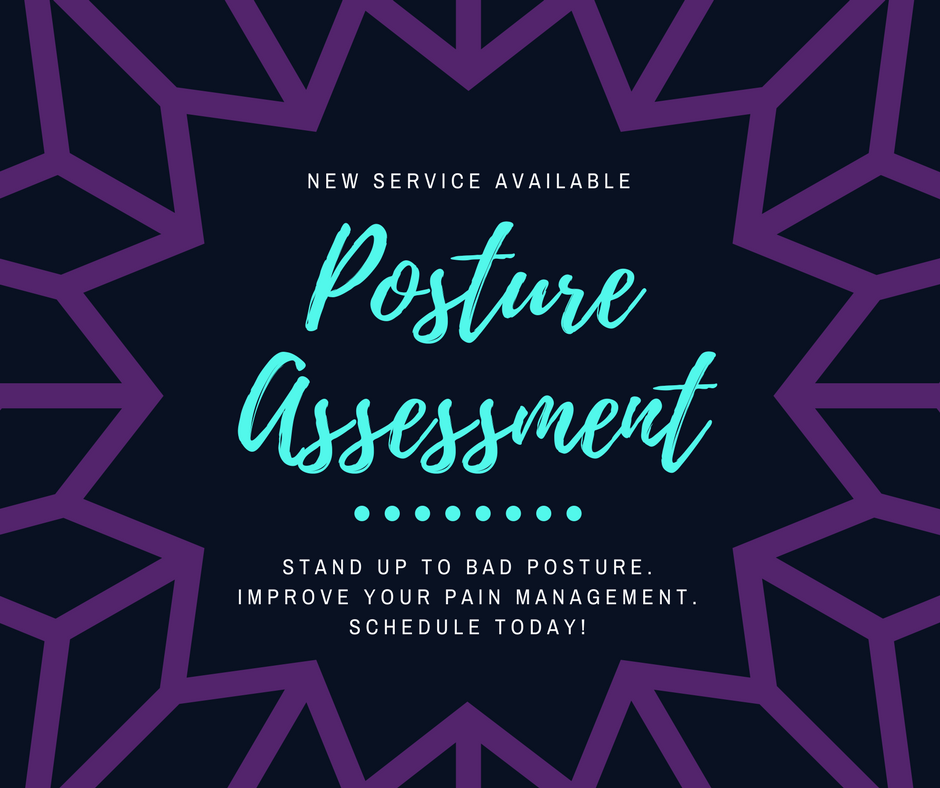 NEW SERVICE AVAILABLE
Posture
Assessment
STAND UP TO BAD POSTURE.
IMPROVE YOUR PAIN MANAGEMENT.
SCHEDULE TODAY!